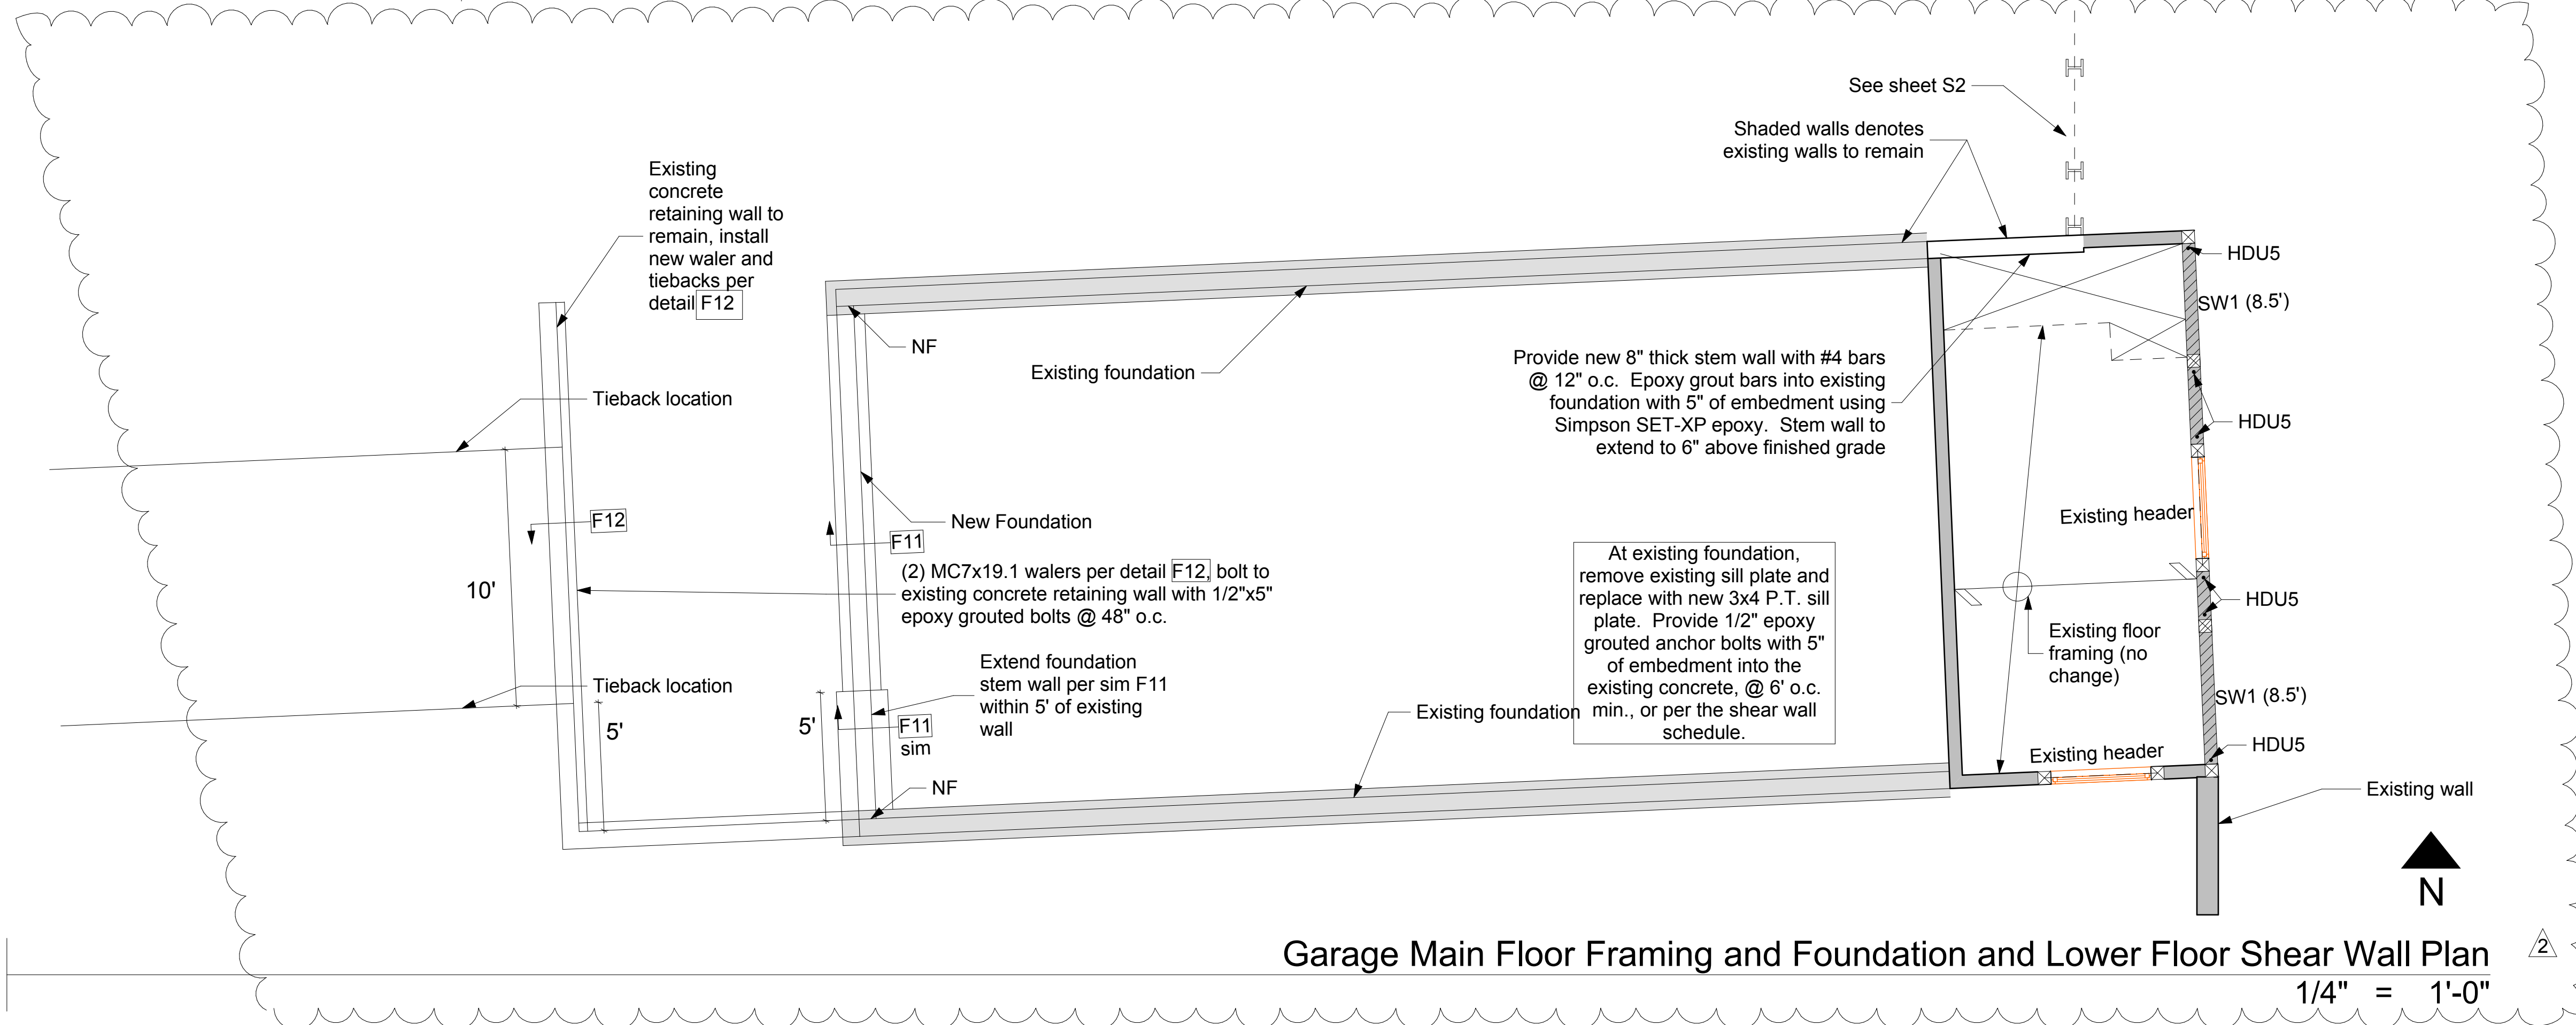 See sheet S2
Shaded walls denotes
existing walls to remain
Existing
concrete
retaining wall to
remain, install
new waler and
tiebacks per
detail F12
HDU5
SW1 (8.5')
NF
Existing foundation
Provide new 8" thick stem wall with #4 bars
@ 12" o.c.  Epoxy grout bars into existing
foundation with 5" of embedment using
Simpson SET-XP epoxy.  Stem wall to
extend to 6" above finished grade
Tieback location
HDU5
F12
New Foundation
F11
Existing header
(2) MC7x19.1 walers per detail F12, bolt to
existing concrete retaining wall with 1/2"x5"
epoxy grouted bolts @ 48" o.c.
10'
At existing foundation,
remove existing sill plate and
replace with new 3x4 P.T. sill
plate.  Provide 1/2" epoxy
grouted anchor bolts with 5"
of embedment into the
existing concrete, @ 6' o.c.
min., or per the shear wall
schedule.
HDU5
Existing floor
framing (no
change)
Tieback location
Extend foundation
stem wall per sim F11
within 5' of existing
wall
SW1 (8.5')
5'
5'
F11
sim
Existing foundation
Existing header
HDU5
NF
Existing wall
N
Garage Main Floor Framing and Foundation and Lower Floor Shear Wall Plan
2
1/4" = 1'-0"